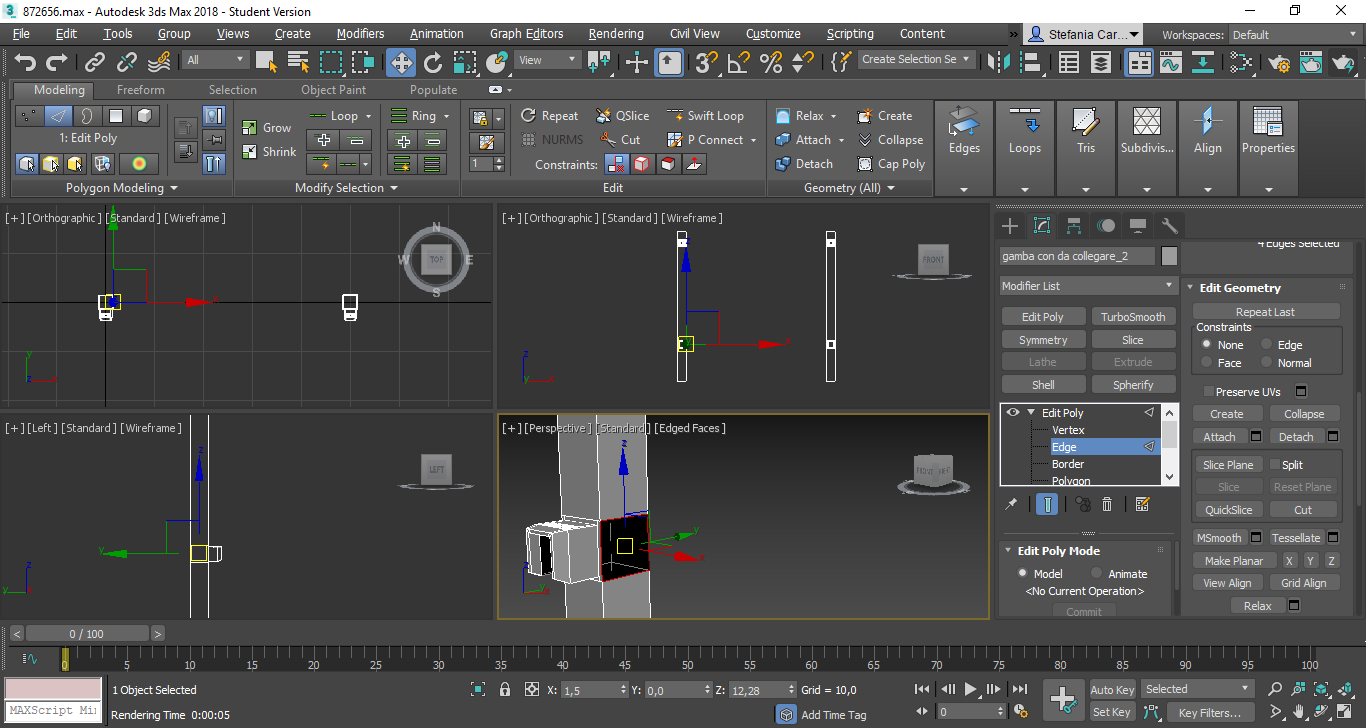 872656.max - Autodesk 3ds Max 2018 - Student Version
File Edit Tools Group Views Create Modifiers Animation Graph Editors Rendering Civil View Customize Scripting Content » Stefania Car... Workspaces: Default
All View Create Selection Se
Modeling Freeform Selection Object Paint Populate
Loop Ring Repeat QSlice Swift Loop Relax Create
1: Edit Poly Grow NURMS Cut P Connect Attach Collapse Edges Loops Tris Subdivis... Align Properties
Shrink 1 Constraints: Detach Cap Poly
Polygon Modeling Modify Selection Edit Geometry (All)
[+] [Orthographic] [Standard] [Wireframe]
N
W TOP E
S
x
y
z x
[+] [Orthographic] [Standard] [Wireframe]
FRONT
x
z
y x
[+] [Left] [Standard] [Wireframe]
LEFT
z
y
z
y
[+] [Perspective] [Standard] [Edged Faces]
z
y
x
gamba con da collegare_2
Modifier List
Edit Poly TurboSmooth
Symmetry Slice
Lathe Extrude
Shell Spherify
Edit Poly
Vertex
Edge
Border
Polygon
Edit Poly Mode
Model Animate
<No Current Operation>
Commit
4 Edges Selected
Edit Geometry
Repeat Last
Constraints
None Edge
Face Normal
Preserve UVs
Create Collapse
Attach Detach
Slice Plane Split
Slice Reset Plane
QuickSlice Cut
MSmooth Tessellate
Make Planar X Y Z
View Align Grid Align
Relax
< 0 / 100 >
0 5 10 15 20 25 30 35 40 45 50 55 60 65 70 75 80 85 90 95 100
1 Object Selected X: 1,5 Y: 0,0 Z: 12,28 Grid = 10,0 Auto Key Selected
MAXScript Mi Rendering Time 0:00:05 Add Time Tag 0 Set Key Key Filters...